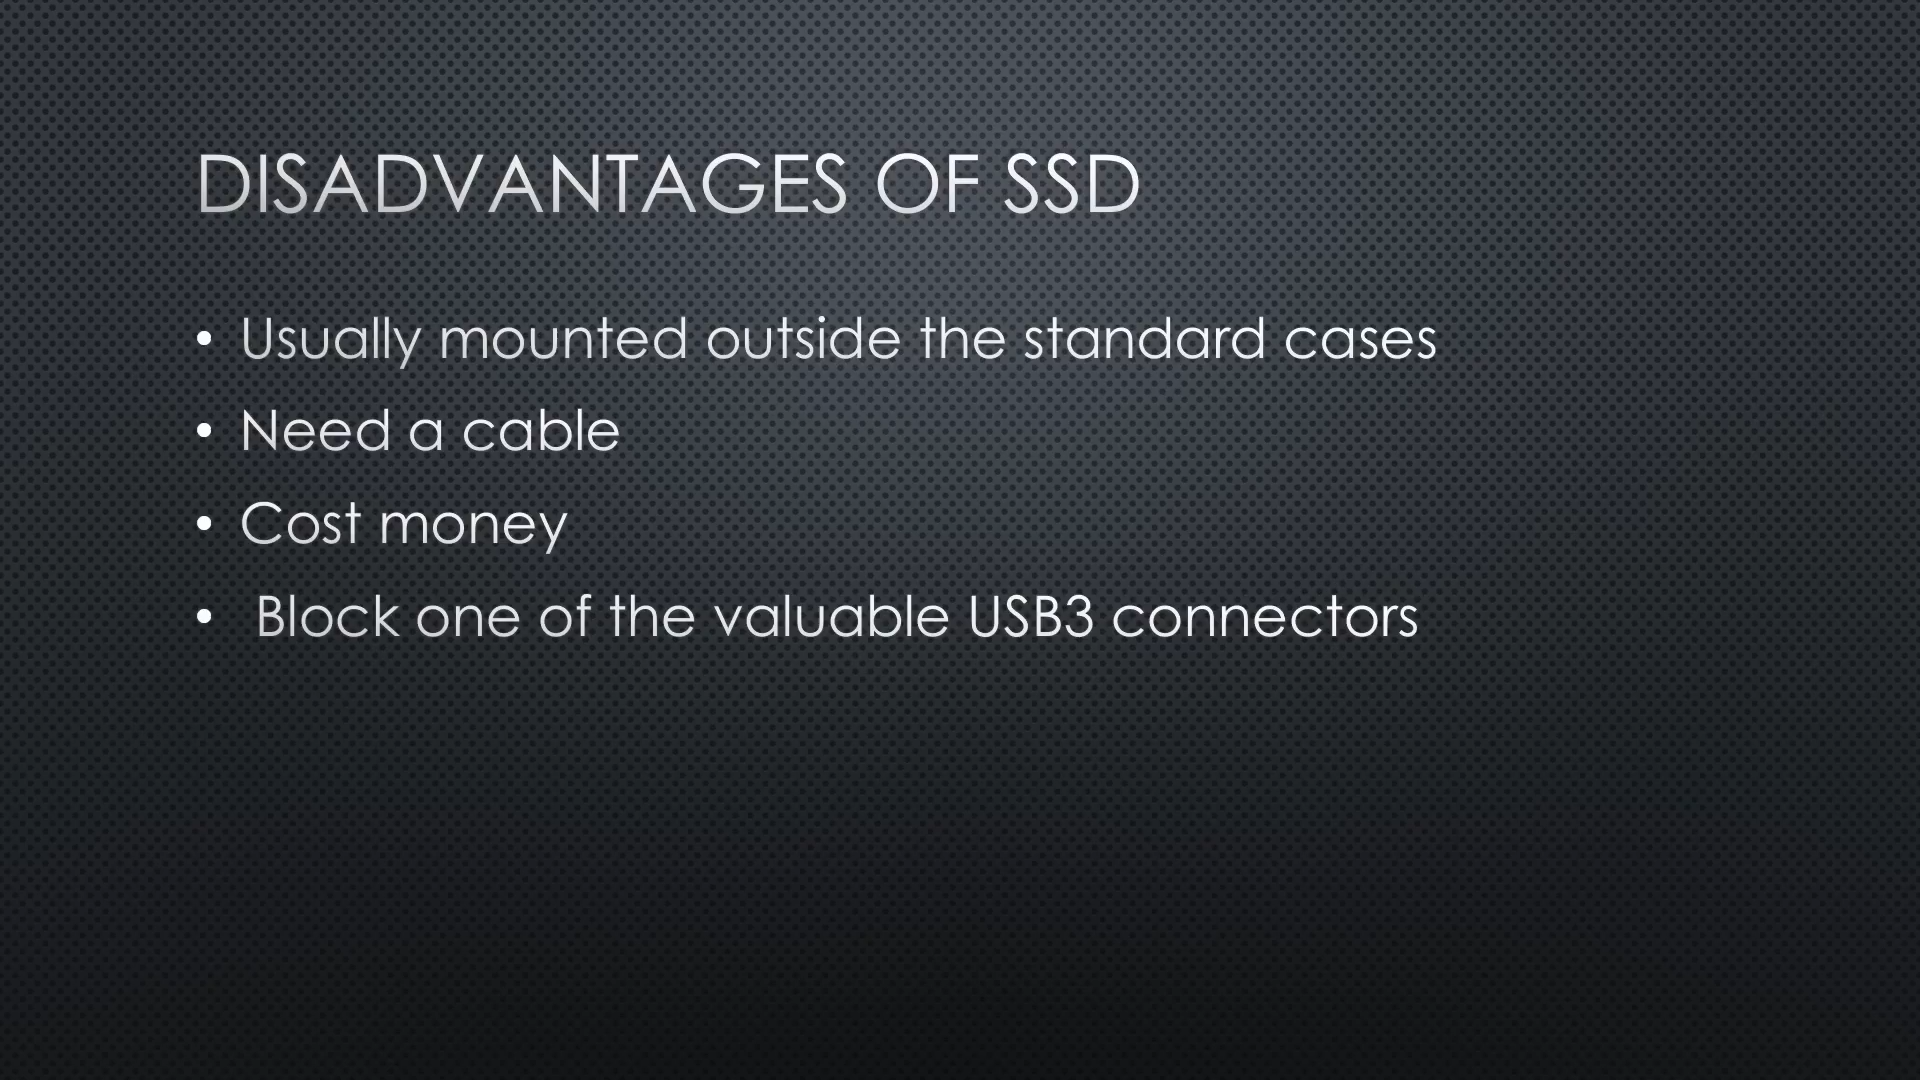 DISADVANTAGES OF SSD
• Usually mounted outside the standard cases
• Need a cable
• Cost money
• Block one of the valuable USB3 connectors